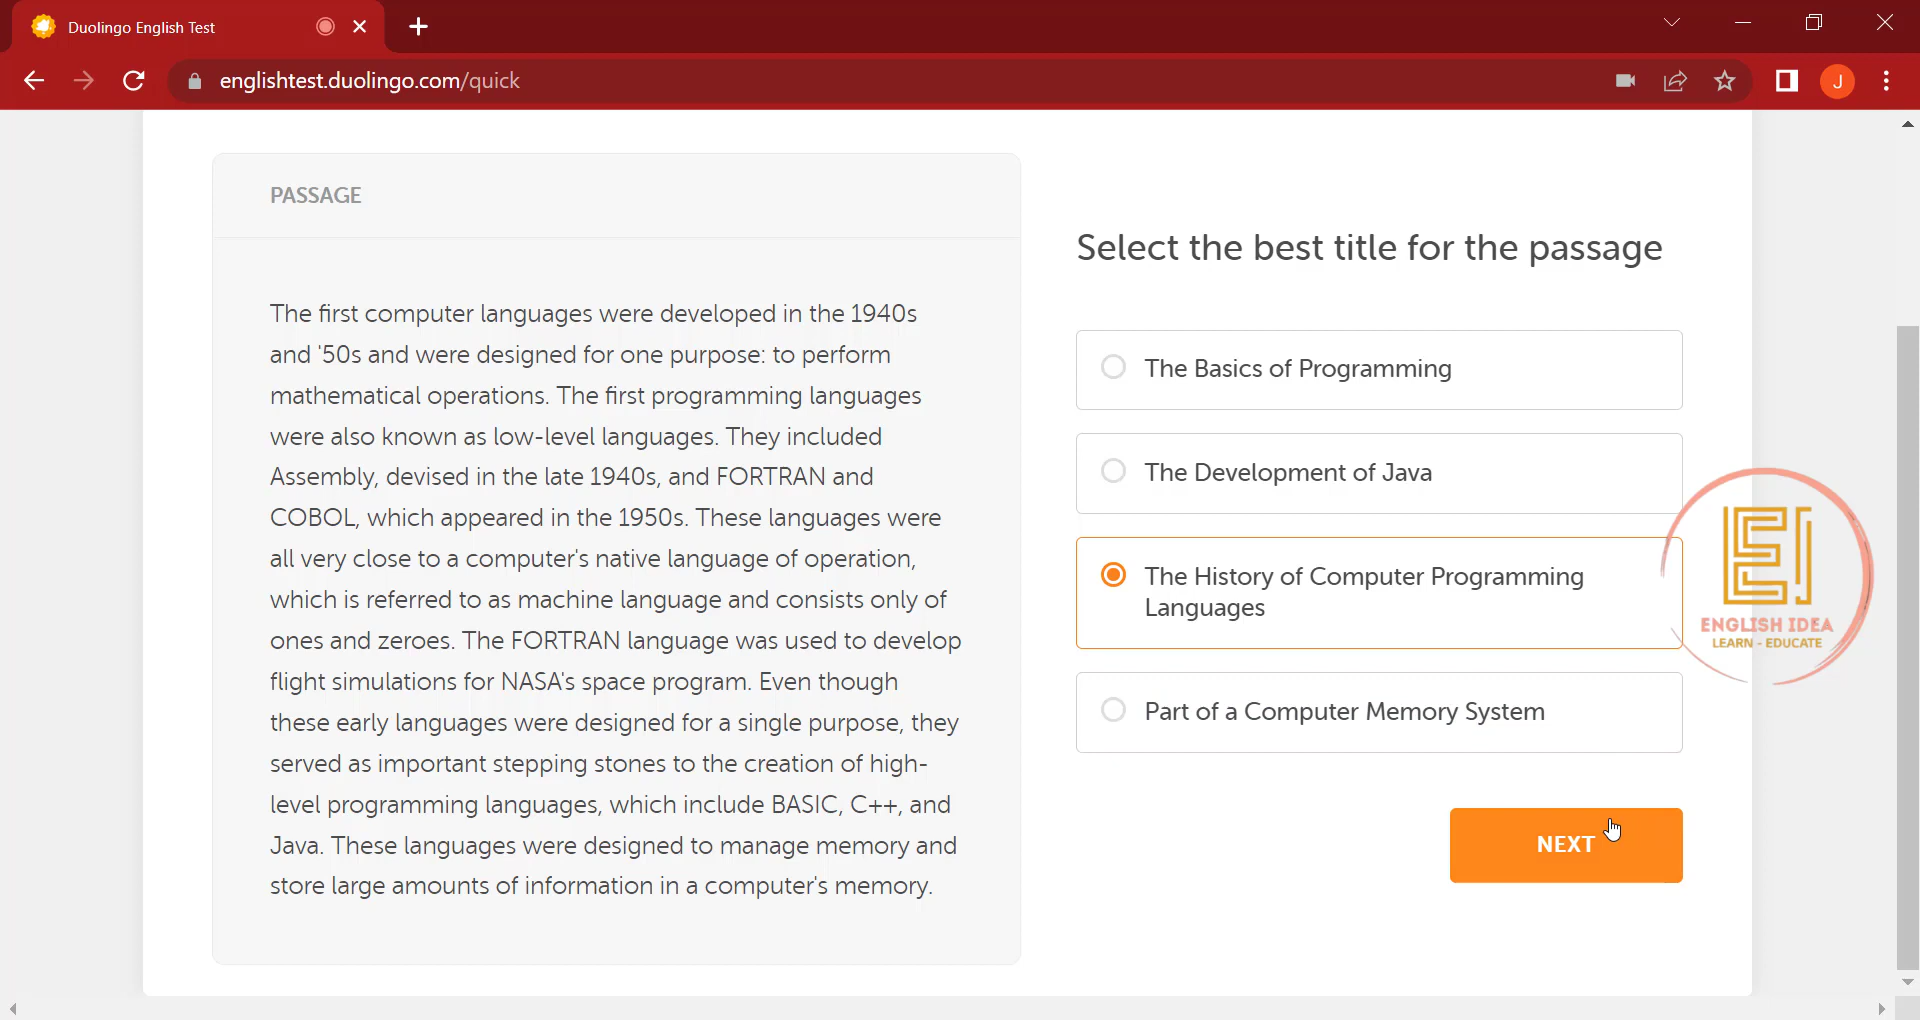 Duolingo English Test
englishtest.duolingo.com/quick
J
PASSAGE
The first computer languages were developed in the 1940s
and '50s and were designed for one purpose: to perform
mathematical operations. The first programming languages
were also known as low-level languages. They included
Assembly, devised in the late 1940s, and FORTRAN and
COBOL, which appeared in the 1950s. These languages were
all very close to a computer's native language of operation,
which is referred to as machine language and consists only of
ones and zeroes. The FORTRAN language was used to develop
flight simulations for NASA's space program. Even though
these early languages were designed for a single purpose, they
served as important stepping stones to the creation of high-
level programming languages, which include BASIC, C++, and
Java. These languages were designed to manage memory and
store large amounts of information in a computer's memory.
Select the best title for the passage
The Basics of Programming
The Development of Java
The History of Computer Programming
Languages
Part of a Computer Memory System
NEXT
EI
ENGLISH IDEA
LEARN - EDUCATE